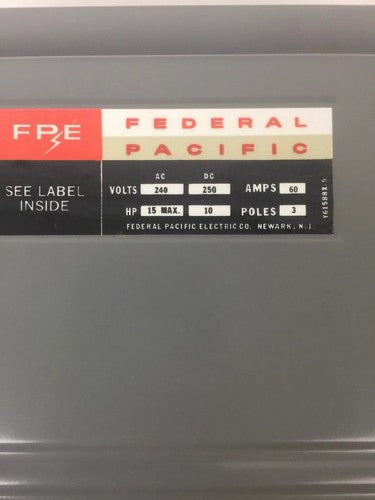 FPE
FEDERAL
PACIFIC
SEE LABEL
INSIDE
AC DC
VOLTS 240 250 AMPS 60
HP 15 MAX. 10 POLES 3
FEDERAL PACIFIC ELECTRIC CO. NEWARK, N.J.
Y61588X-5